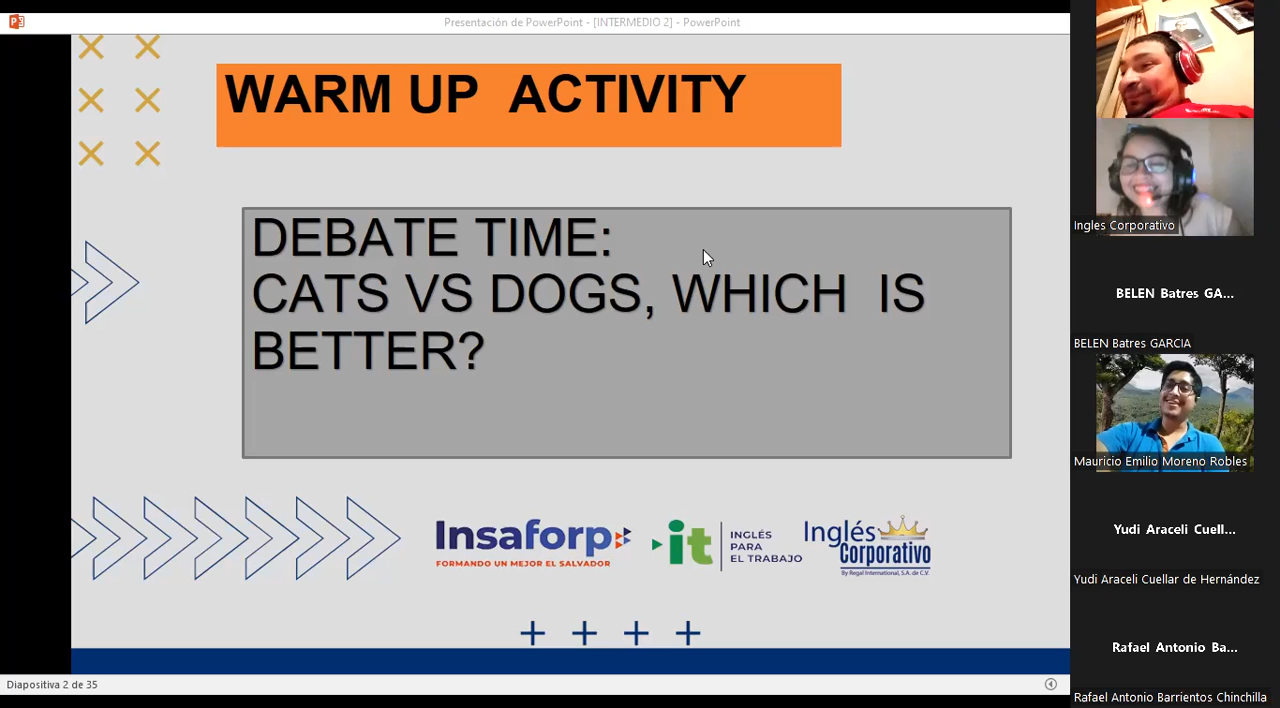 Presentación de PowerPoint - [INTERMEDIO 2] - PowerPoint
WARM UP ACTIVITY
DEBATE TIME:
CATS VS DOGS, WHICH IS
BETTER?
Insaforp
FORMANDO UN MEJOR EL SALVADOR
it
INGLÉS
PARA
EL TRABAJO
Inglés
Corporativo
By Regal International, S.A. de C.V.
Diapositiva 2 de 35
Ingles Corporativo
BELEN Batres GA...
BELEN Batres GARCIA
Mauricio Emilio Moreno Robles
Yudi Araceli Cuell...
Yudi Araceli Cuellar de Hernández
Rafael Antonio Ba...
Rafael Antonio Barrientos Chinchilla